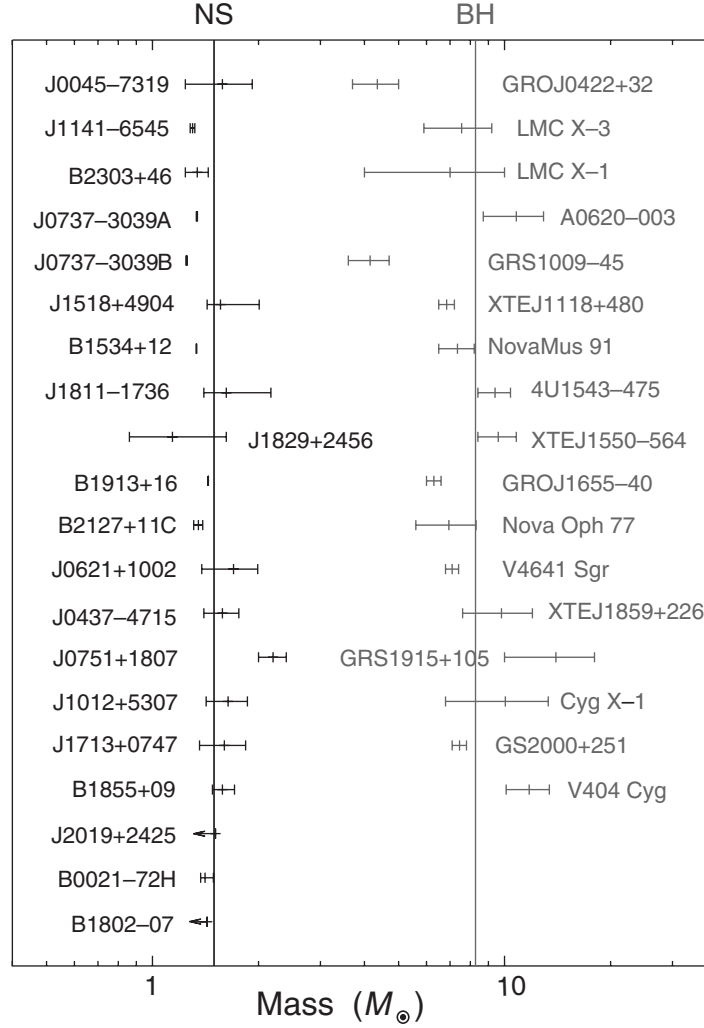 NS BH
J0045–7319 GROJ0422+32
J1141–6545 LMC X–3
B2303+46 LMC X–1
J0737–3039A A0620–003
J0737–3039B GRS1009–45
J1518+4904 XTEJ1118+480
B1534+12 NovaMus 91
J1811–1736 4U1543–475
J1829+2456 XTEJ1550–564
B1913+16 GROJ1655–40
B2127+11C Nova Oph 77
J0621+1002 V4641 Sgr
J0437–4715 XTEJ1859+226
J0751+1807 GRS1915+105
J1012+5307 Cyg X–1
J1713+0747 GS2000+251
B1855+09 V404 Cyg
J2019+2425
B0021–72H
B1802–07
1 10
Mass (M⊙)